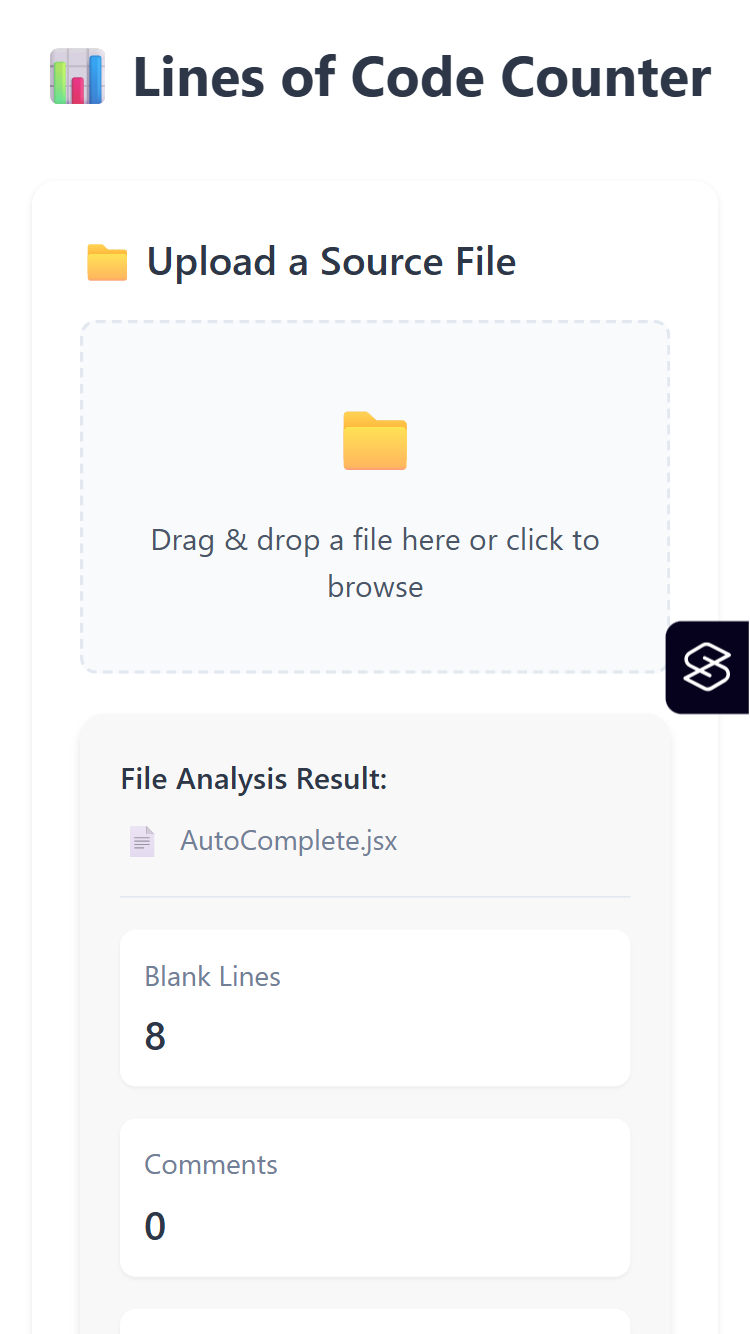 Lines of Code Counter
Upload a Source File
Drag & drop a file here or click to
browse
File Analysis Result:
AutoComplete.jsx
Blank Lines
8
Comments
0